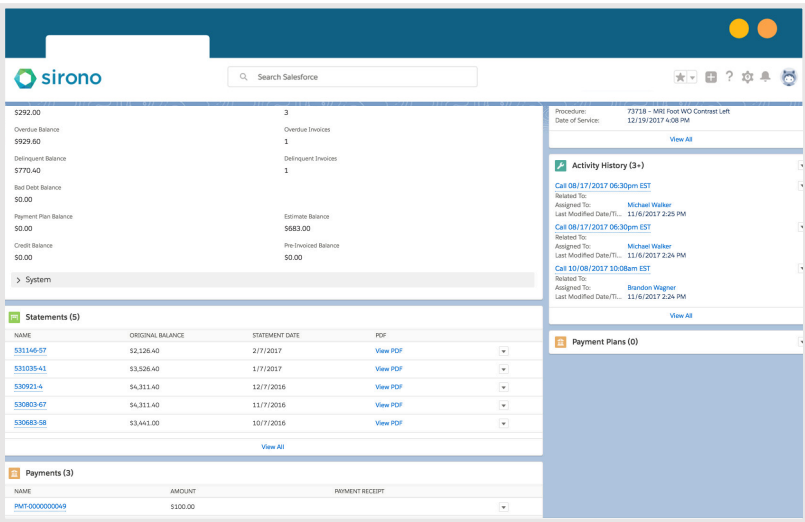 sirono
Search Salesforce
$292.00 3
Overdue Balance Overdue Invoices
$929.60 1
Delinquent Balance Delinquent Invoices
$770.40 1
Bad Debt Balance
$0.00
Payment Plan Balance Estimate Balance
$0.00 $683.00
Credit Balance Pre-Invoiced Balance
$0.00 $0.00
> System
Statements (5)
NAME ORIGINAL BALANCE STATEMENT DATE PDF
531146-57 $2,126.40 2/7/2017 View PDF
531035-41 $3,526.40 1/7/2017 View PDF
530921-4 $4,311.40 12/7/2016 View PDF
530803-67 $4,311.40 11/7/2016 View PDF
530683-58 $3,441.00 10/7/2016 View PDF
View All
Payments (3)
NAME AMOUNT PAYMENT RECEIPT
PMT-0000000049 $100.00
Procedure: 73718 – MRI Foot WO Contrast Left
Date of Service: 12/19/2017 4:08 PM
View All
Activity History (3+)
Call 08/17/2017 06:30pm EST
Related To:
Assigned To: Michael Walker
Last Modified Date/Ti... 11/6/2017 2:25 PM
Call 08/17/2017 06:30pm EST
Related To:
Assigned To: Michael Walker
Last Modified Date/Ti... 11/6/2017 2:24 PM
Call 10/08/2017 10:08am EST
Related To:
Assigned To: Brandon Wagner
Last Modified Date/Ti... 11/6/2017 2:24 PM
View All
Payment Plans (0)